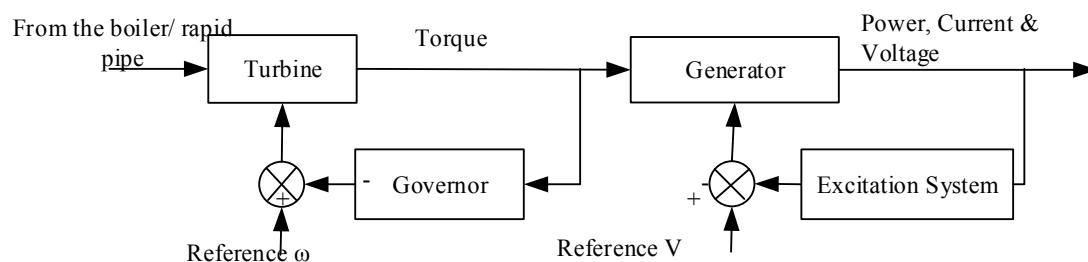 From the boiler/ rapid
pipe
Turbine
Torque
Generator
Power, Current &
Voltage
-
Governor
+
Reference ω
-
+
Excitation System
Reference V